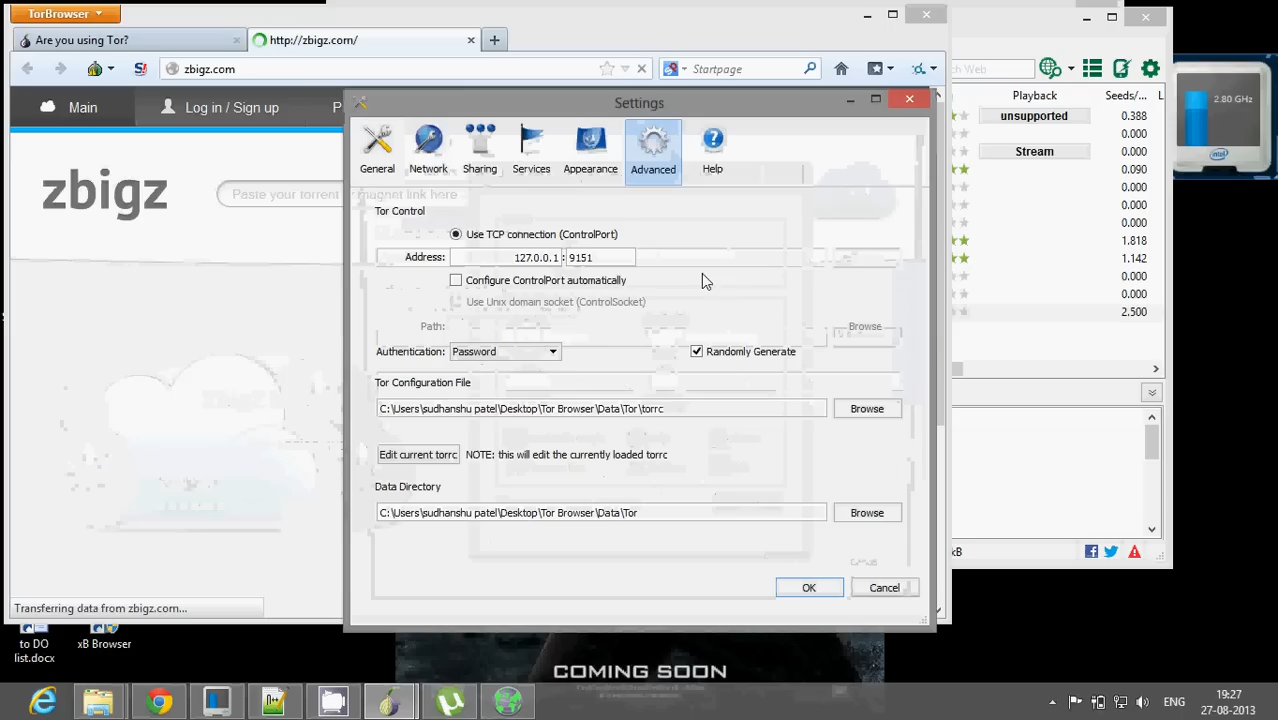 TorBrowser
Are you using Tor?
http://zbigz.com/
zbigz.com
Startpage
ch Web
Main
Log in / Sign up
P
zbigz
Paste your torrent or magnet link here
Settings
General
Network
Sharing
Services
Appearance
Advanced
Help
Tor Control
Use TCP connection (ControlPort)
Address: 127.0.0.1 : 9151
Configure ControlPort automatically
Use Unix domain socket (ControlSocket)
Path:
Browse
Authentication: Password
Randomly Generate
Tor Configuration File
C:\Users\sudhanshu patel\Desktop\Tor Browser\Data\Tor\torrc
Browse
Edit current torrc
NOTE: this will edit the currently loaded torrc
Data Directory
C:\Users\sudhanshu patel\Desktop\Tor Browser\Data\Tor
Browse
OK
Cancel
Transferring data from zbigz.com...
Playback
Seeds/...
L
unsupported
0.388
0.000
Stream
0.000
0.090
0.000
0.000
0.000
1.818
1.142
0.000
0.000
2.500
xB
2.80 GHz
intel
to DO
list.docx
xB Browser
COMING SOON
ENG
19:27
27-08-2013